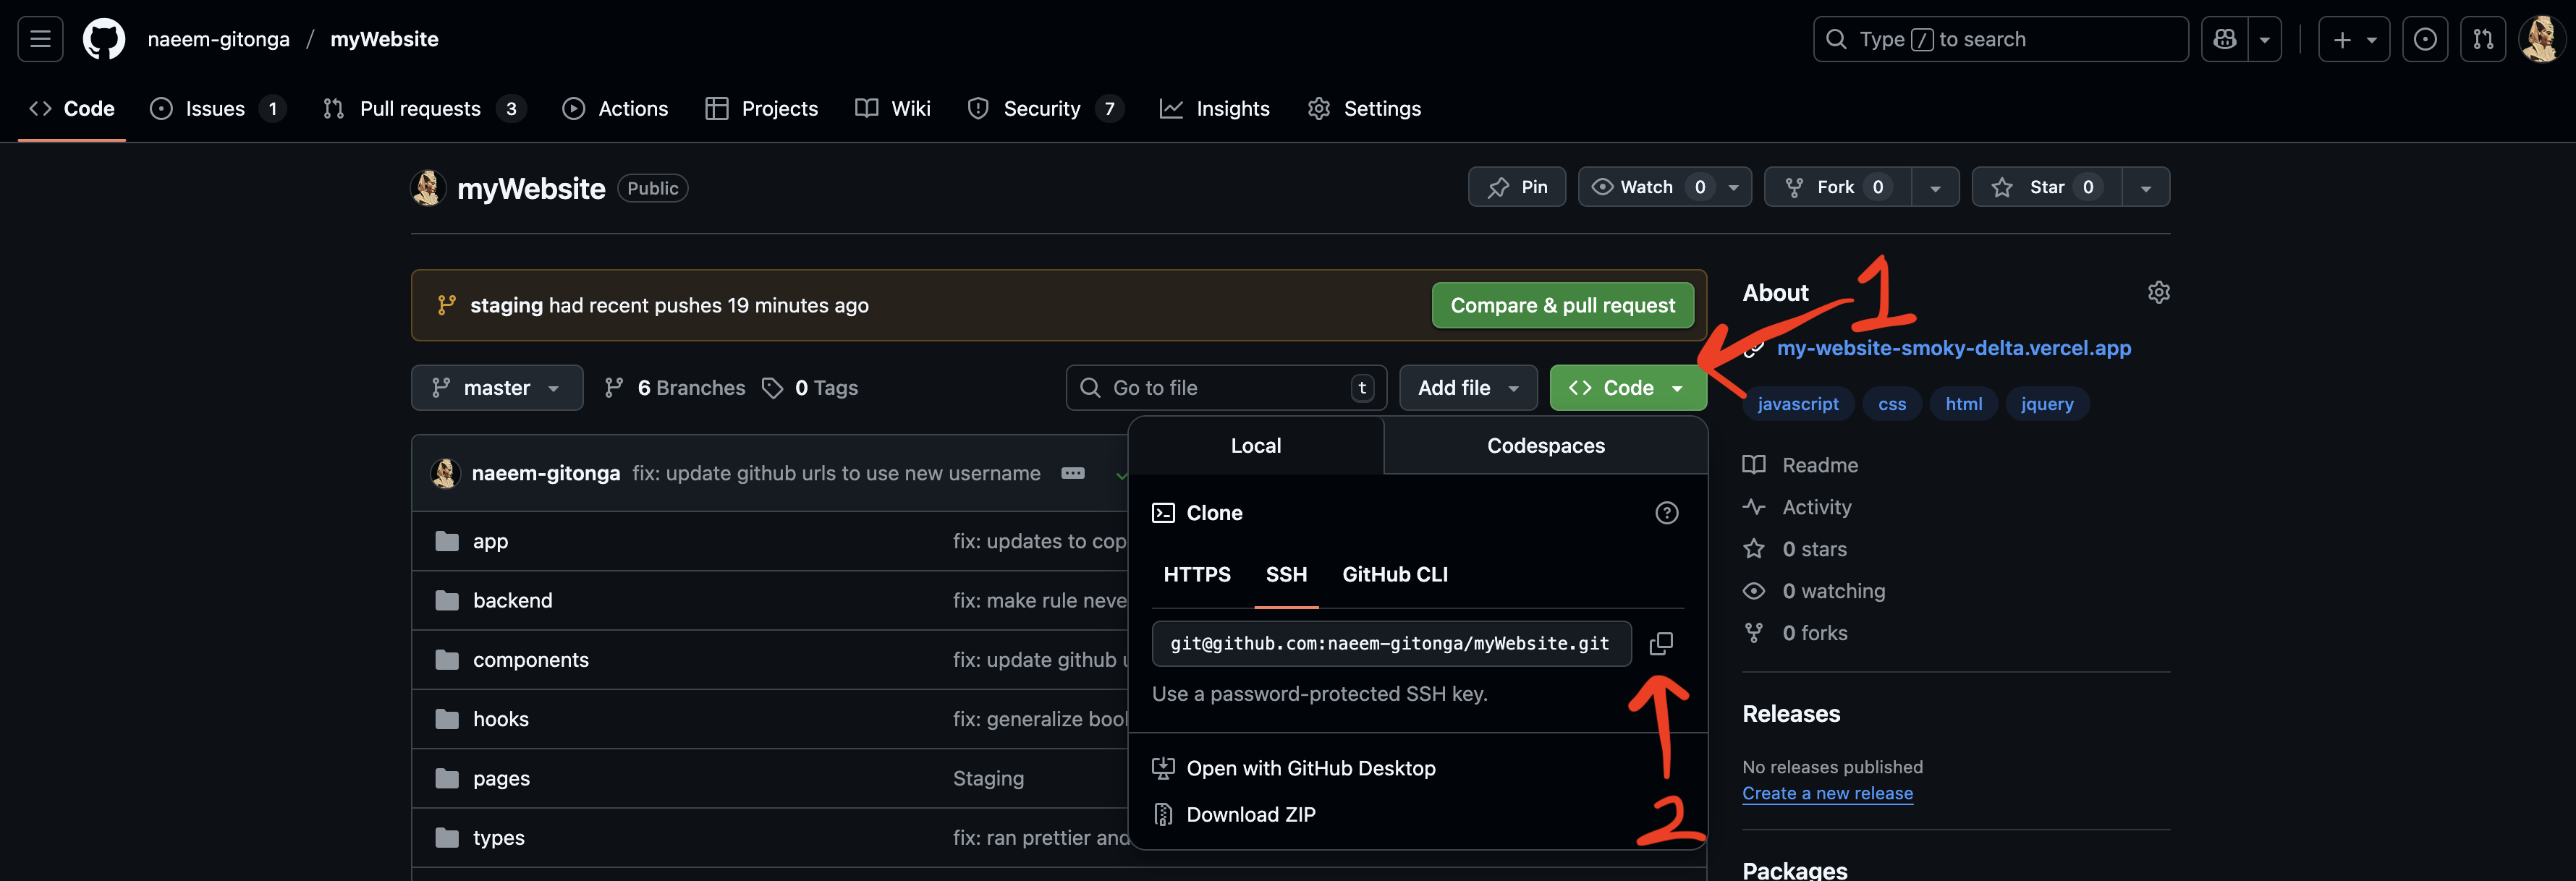 naeem-gitonga / myWebsite
Type / to search
Code
Issues 1
Pull requests 3
Actions
Projects
Wiki
Security 7
Insights
Settings
myWebsite Public
Pin
Watch 0
Fork 0
Star 0
staging had recent pushes 19 minutes ago
Compare & pull request
1
master
6 Branches
0 Tags
Go to file t
Add file
Code
naeem-gitonga fix: update github urls to use new username
app fix: updates to cop
backend fix: make rule neve
components fix: update github u
hooks fix: generalize bool
pages Staging
types fix: ran prettier and
Local
Codespaces
Clone
HTTPS
SSH
GitHub CLI
git@github.com:naeem-gitonga/myWebsite.git
Use a password-protected SSH key.
Open with GitHub Desktop
Download ZIP
2
About
my-website-smoky-delta.vercel.app
javascript css html jquery
Readme
Activity
0 stars
0 watching
0 forks
Releases
No releases published
Create a new release
Packages